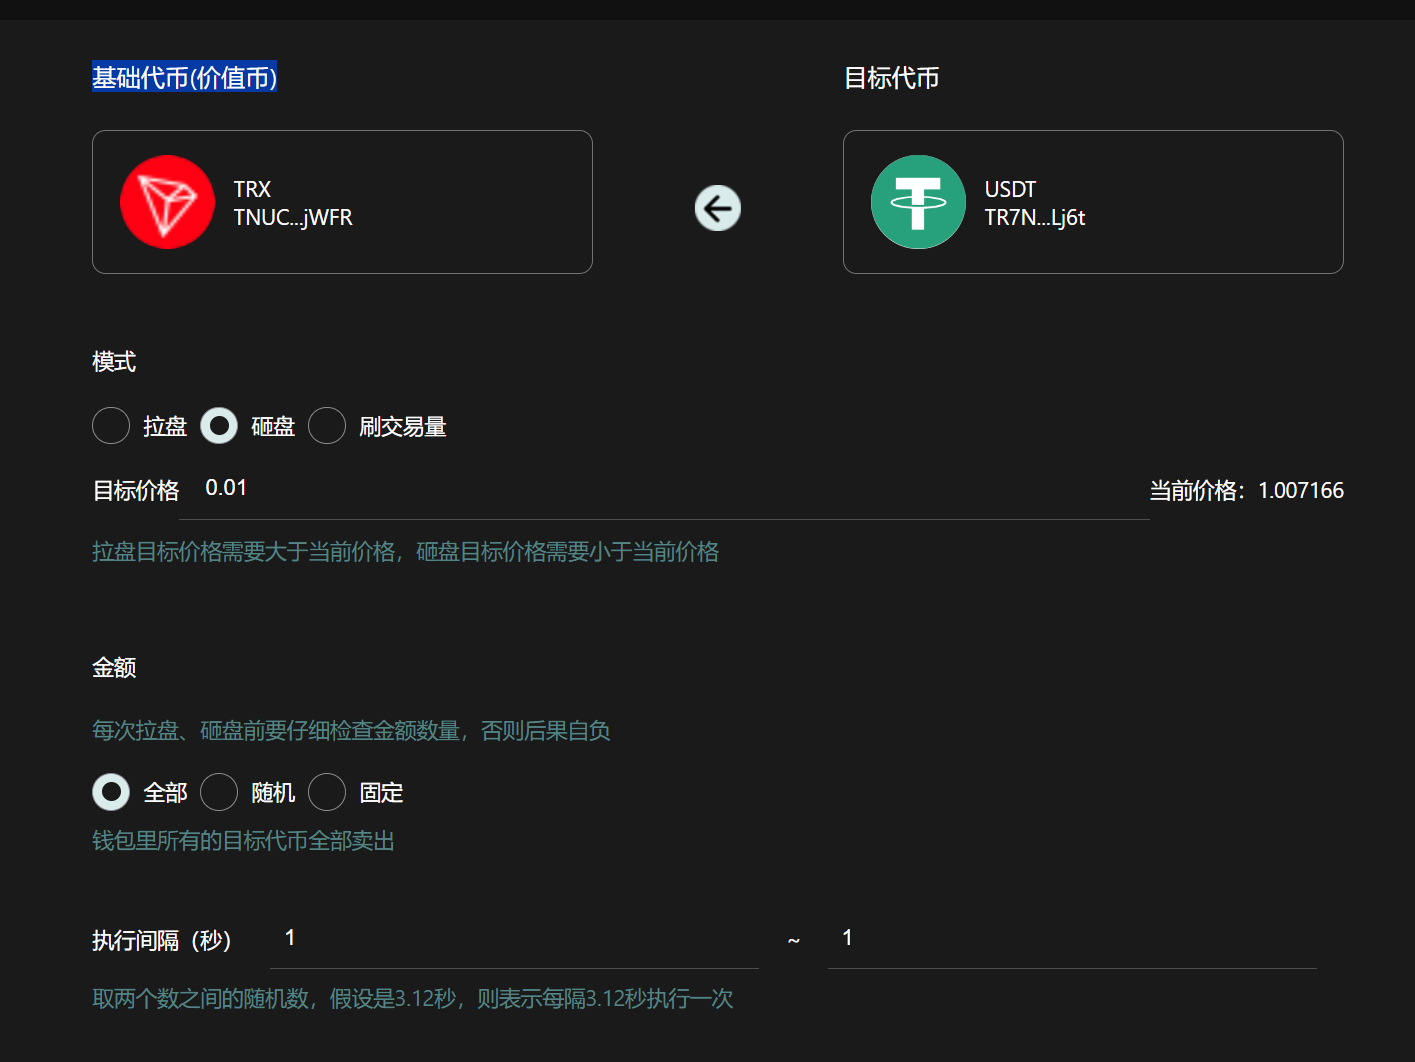 基础代币(价值币)
目标代币
TRX
TNUC...jWFR
USDT
TR7N...Lj6t
模式
拉盘 砸盘 刷交易量
目标价格 0.01 当前价格：1.007166
拉盘目标价格需要大于当前价格，砸盘目标价格需要小于当前价格
金额
每次拉盘、砸盘前要仔细检查金额数量，否则后果自负
全部 随机 固定
钱包里所有的目标代币全部卖出
执行间隔（秒） 1 ~ 1
取两个数之间的随机数，假设是3.12秒，则表示每隔3.12秒执行一次